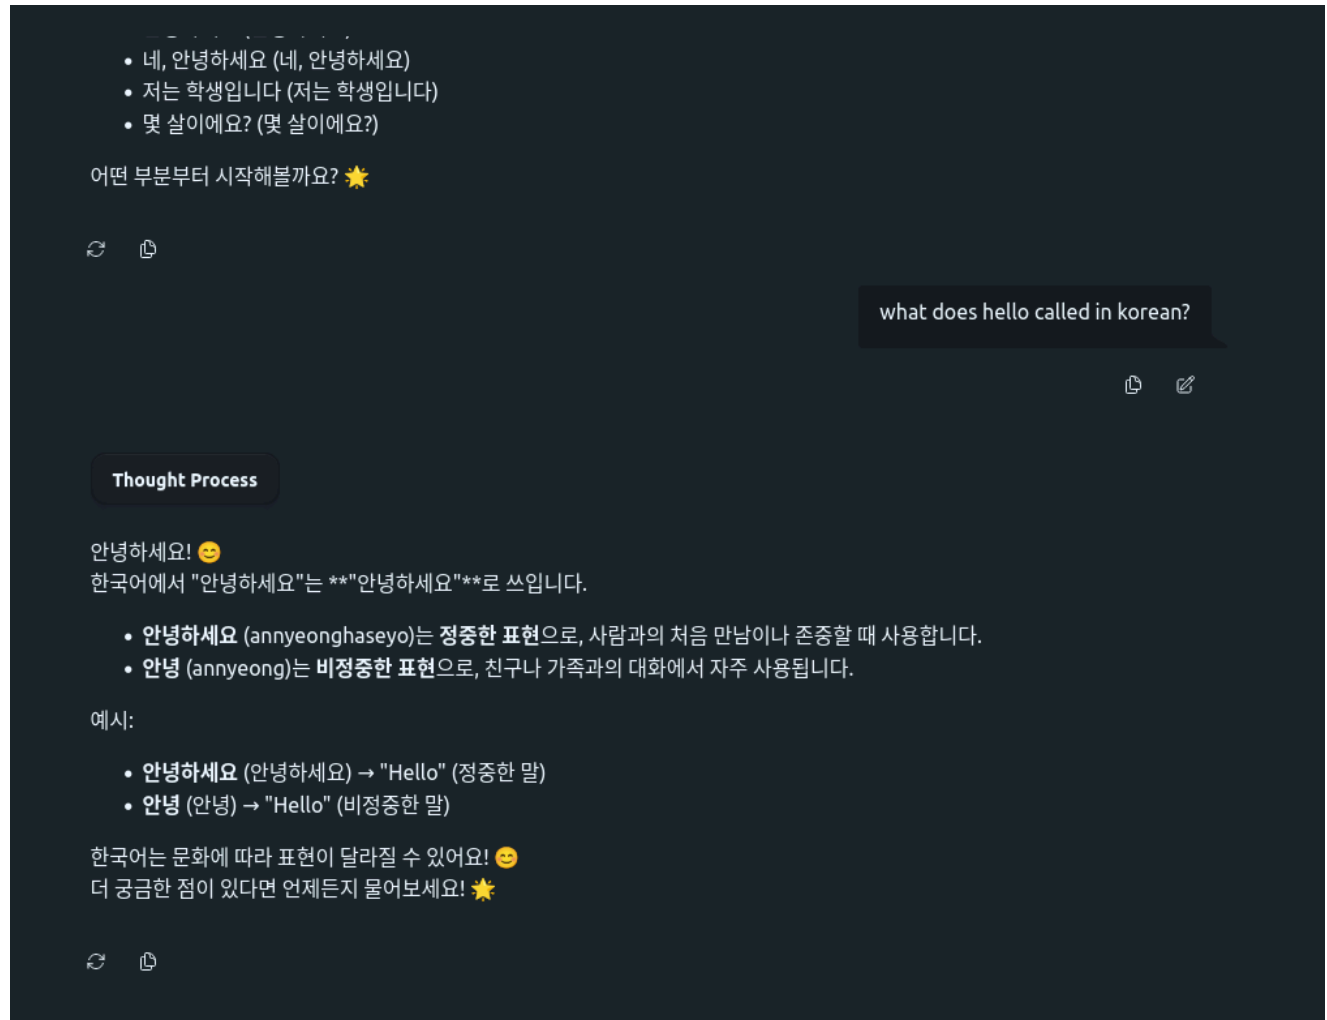 • 네, 안녕하세요 (네, 안녕하세요)
• 저는 학생입니다 (저는 학생입니다)
• 몇 살이에요? (몇 살이에요?)
어떤 부분부터 시작해볼까요? 🌟
what does hello called in korean?
Thought Process
안녕하세요! 😊
한국어에서 "안녕하세요"는 **"안녕하세요"**로 쓰입니다.
• 안녕하세요 (annyeonghaseyo)는 정중한 표현으로, 사람과의 처음 만남이나 존중할 때 사용합니다.
• 안녕 (annyeong)는 비정중한 표현으로, 친구나 가족과의 대화에서 자주 사용됩니다.
예시:
• 안녕하세요 (안녕하세요) → "Hello" (정중한 말)
• 안녕 (안녕) → "Hello" (비정중한 말)
한국어는 문화에 따라 표현이 달라질 수 있어요! 😊
더 궁금한 점이 있다면 언제든지 물어보세요! 🌟